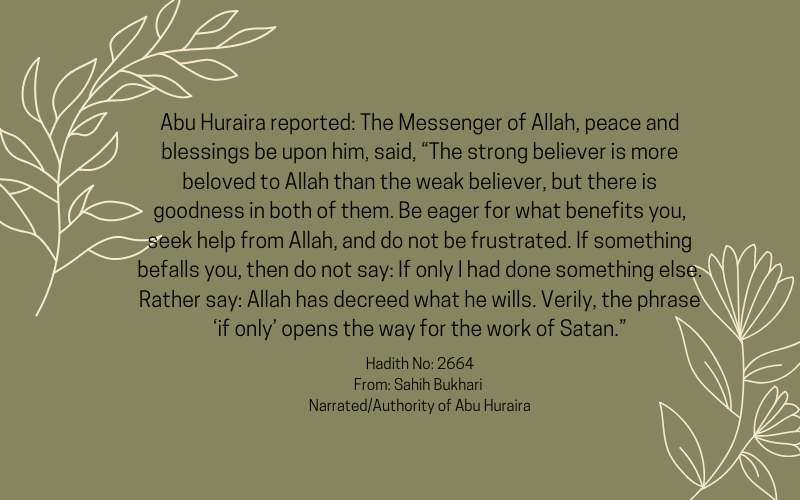 Abu Huraira reported: The Messenger of Allah, peace and
blessings be upon him, said, “The strong believer is more
beloved to Allah than the weak believer, but there is
goodness in both of them. Be eager for what benefits you,
seek help from Allah, and do not be frustrated. If something
befalls you, then do not say: If only I had done something else.
Rather say: Allah has decreed what he wills. Verily, the phrase
‘if only’ opens the way for the work of Satan.”
Hadith No: 2664
From: Sahih Bukhari
Narrated/Authority of Abu Huraira